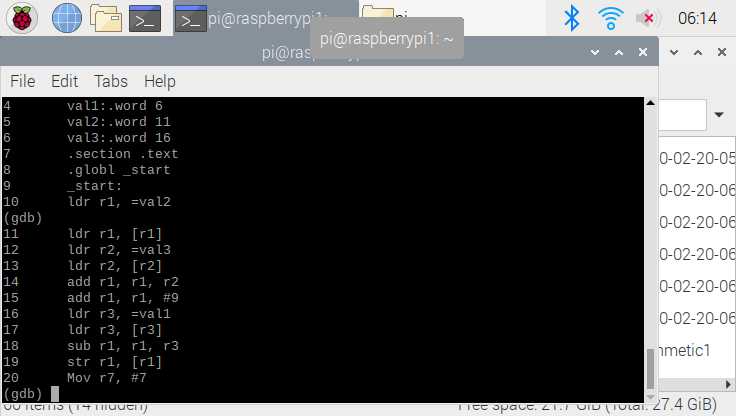 pi@raspberrypi1:
pi
06:14
pi@raspberrypi1: ~
File Edit Tabs Help
4 val1:.word 6
5 val2:.word 11
6 val3:.word 16
7 .section .text
8 .globl _start
9 _start:
10 ldr r1, =val2
(gdb)
11 ldr r1, [r1]
12 ldr r2, =val3
13 ldr r2, [r2]
14 add r1, r1, r2
15 add r1, r1, #9
16 ldr r3, =val1
17 ldr r3, [r3]
18 sub r1, r1, r3
19 str r1, [r1]
20 Mov r7, #7
(gdb)
0-02-20-05
0-02-20-06
0-02-20-06
0-02-20-06
0-02-20-06
0-02-20-06
nmetic1
items (14 hidden)
Free space: 21.7 GiB (Total: 27.4 GiB)